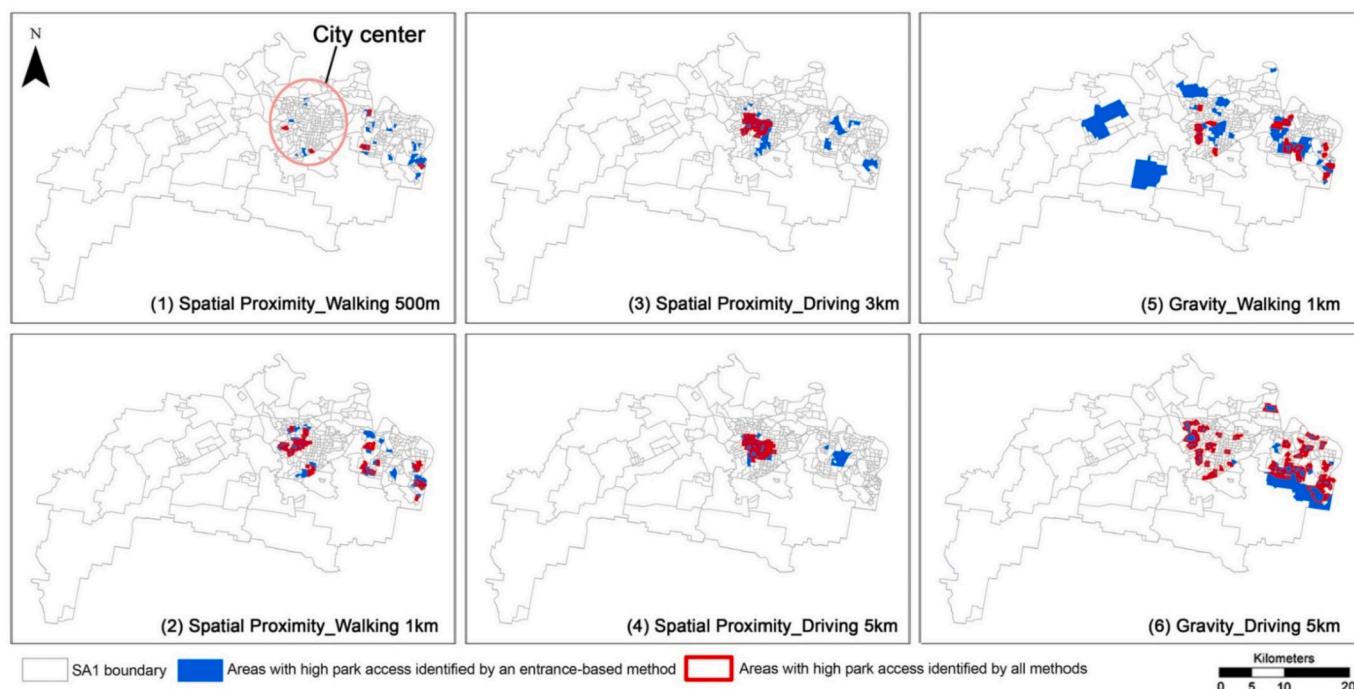 City center
N
(1) Spatial Proximity_Walking 500m
(3) Spatial Proximity_Driving 3km
(5) Gravity_Walking 1km
(2) Spatial Proximity_Walking 1km
(4) Spatial Proximity_Driving 5km
(6) Gravity_Driving 5km
SA1 boundary
Areas with high park access identified by an entrance-based method
Areas with high park access identified by all methods
Kilometers
0 5 10 20